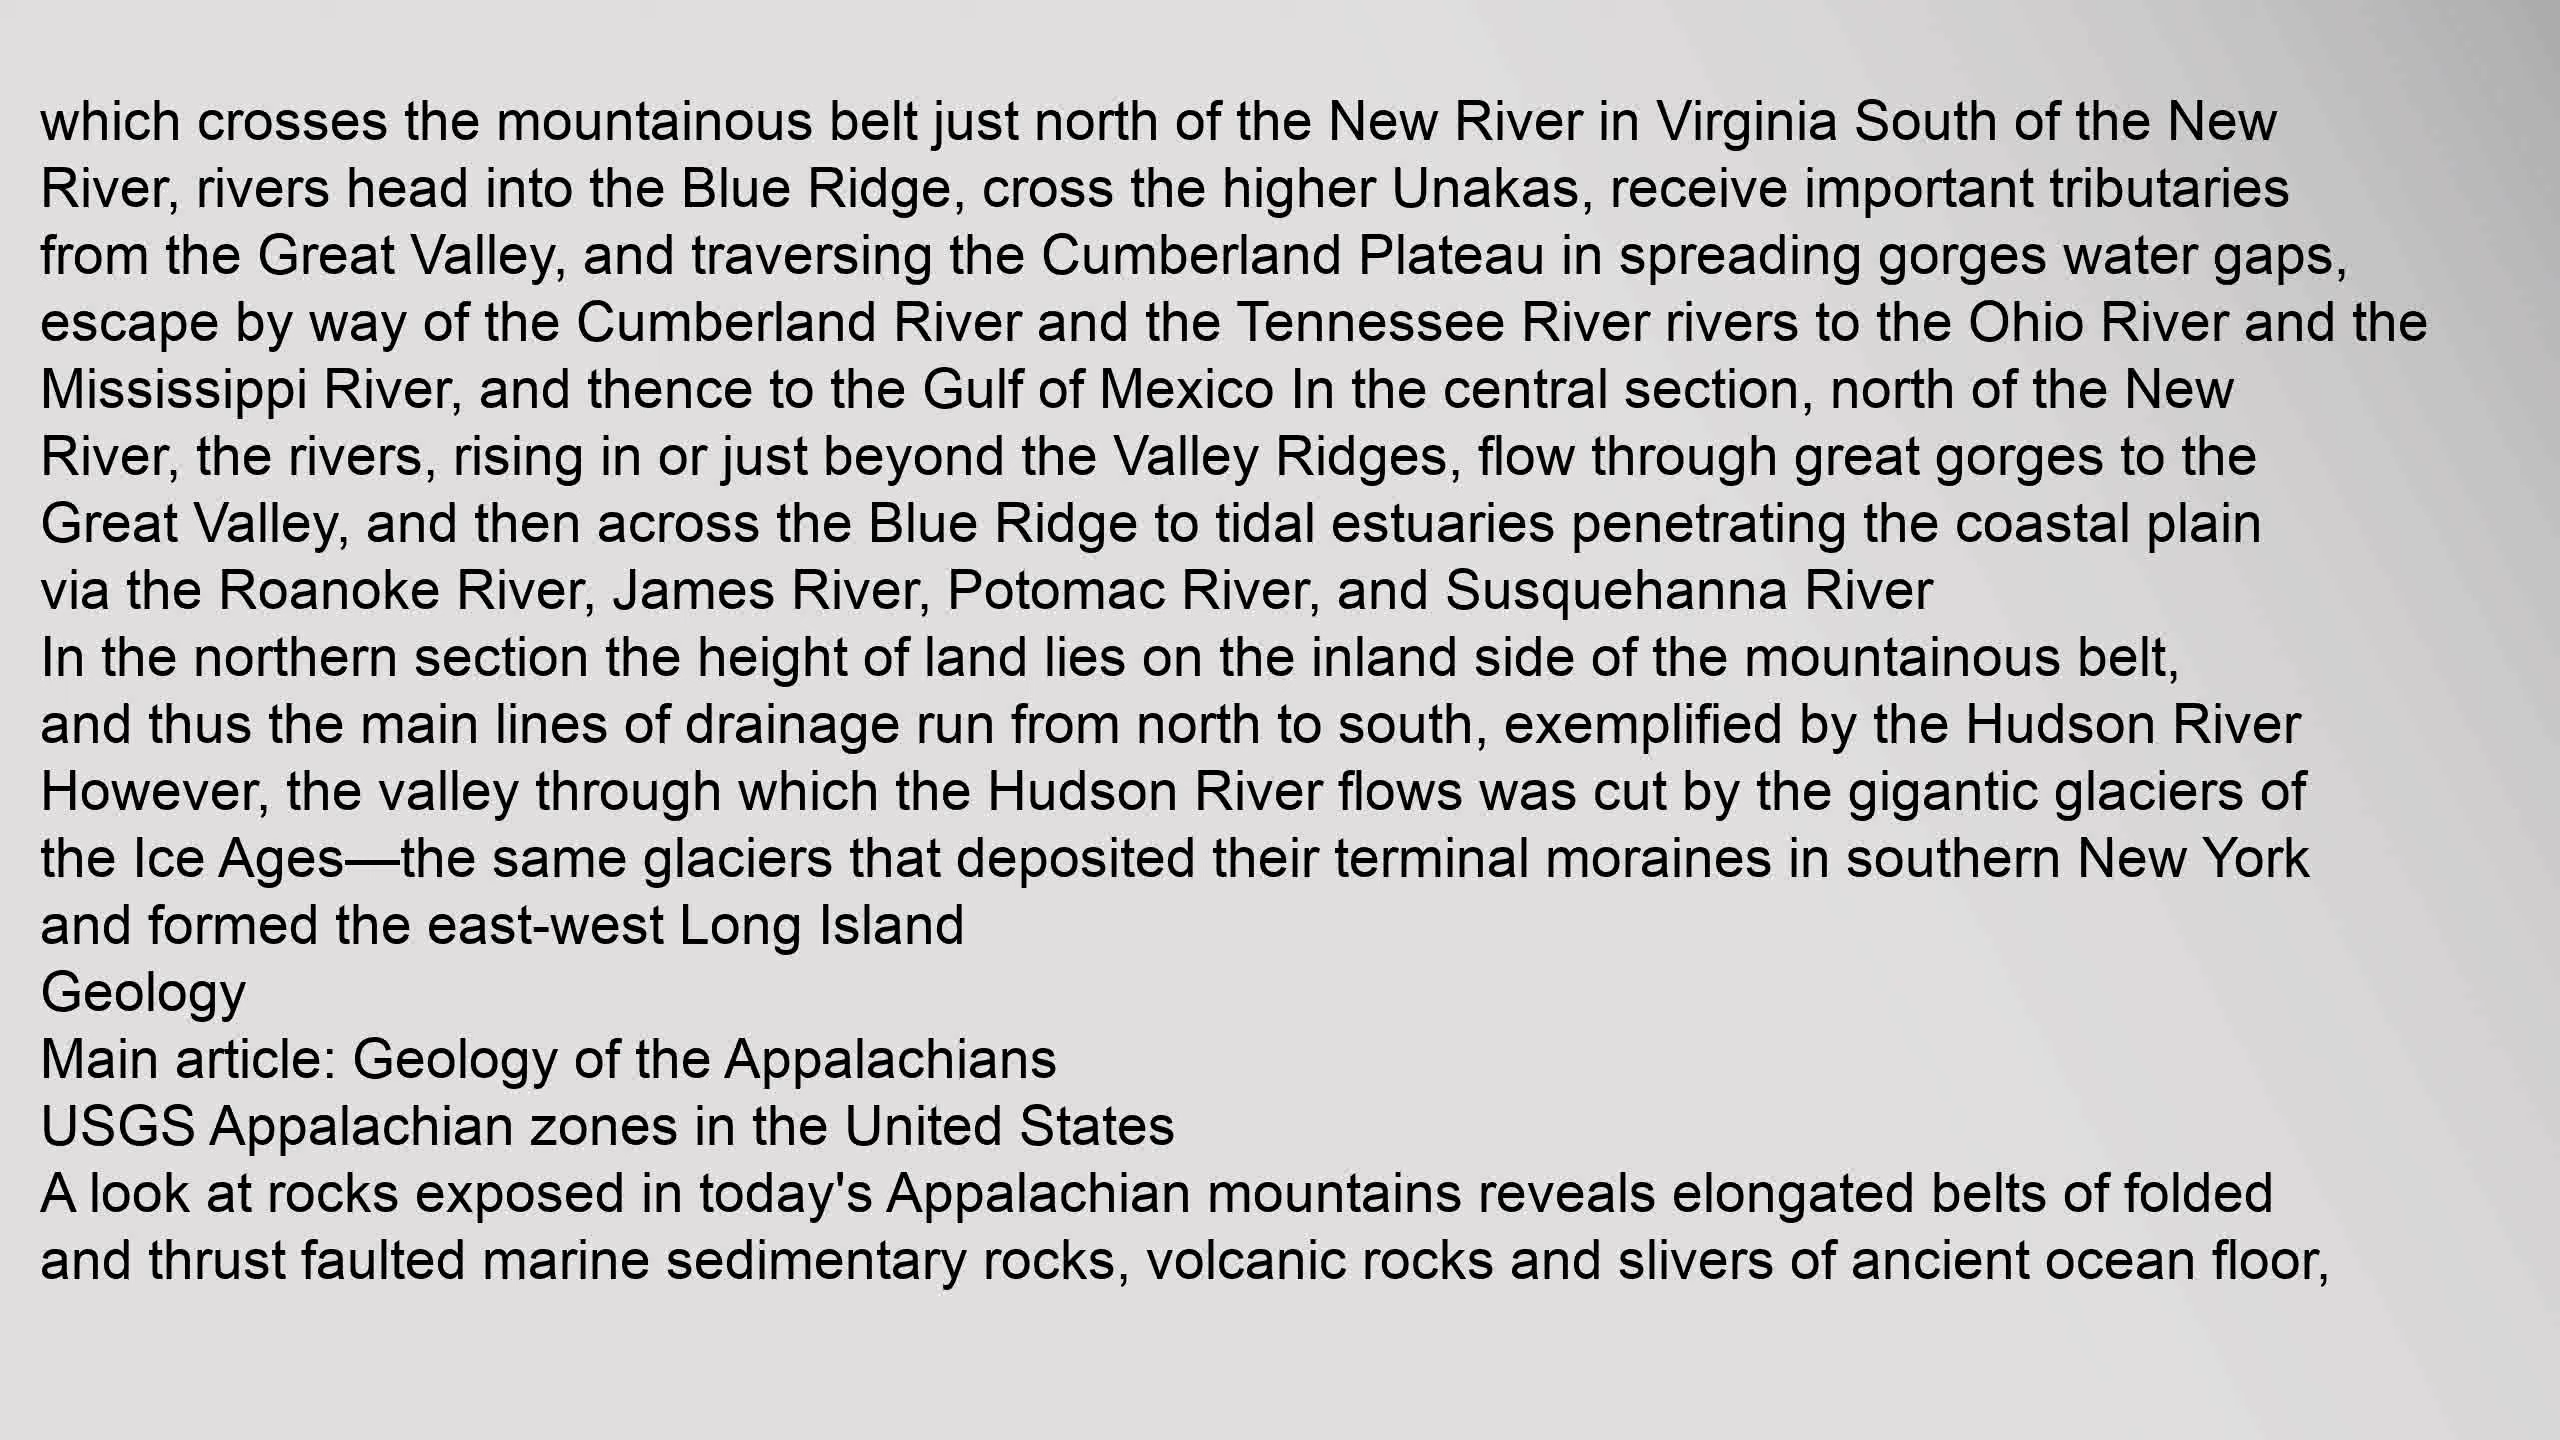 which crosses the mountainous belt just north of the New River in Virginia South of the New
River, rivers head into the Blue Ridge, cross the higher Unakas, receive important tributaries
from the Great Valley, and traversing the Cumberland Plateau in spreading gorges water gaps,
escape by way of the Cumberland River and the Tennessee River rivers to the Ohio River and the
Mississippi River, and thence to the Gulf of Mexico In the central section, north of the New
River, the rivers, rising in or just beyond the Valley Ridges, flow through great gorges to the
Great Valley, and then across the Blue Ridge to tidal estuaries penetrating the coastal plain
via the Roanoke River, James River, Potomac River, and Susquehanna River
In the northern section the height of land lies on the inland side of the mountainous belt,
and thus the main lines of drainage run from north to south, exemplified by the Hudson River
However, the valley through which the Hudson River flows was cut by the gigantic glaciers of
the Ice Ages—the same glaciers that deposited their terminal moraines in southern New York
and formed the east-west Long Island
Geology
Main article: Geology of the Appalachians
USGS Appalachian zones in the United States
A look at rocks exposed in today's Appalachian mountains reveals elongated belts of folded
and thrust faulted marine sedimentary rocks, volcanic rocks and slivers of ancient ocean floor,